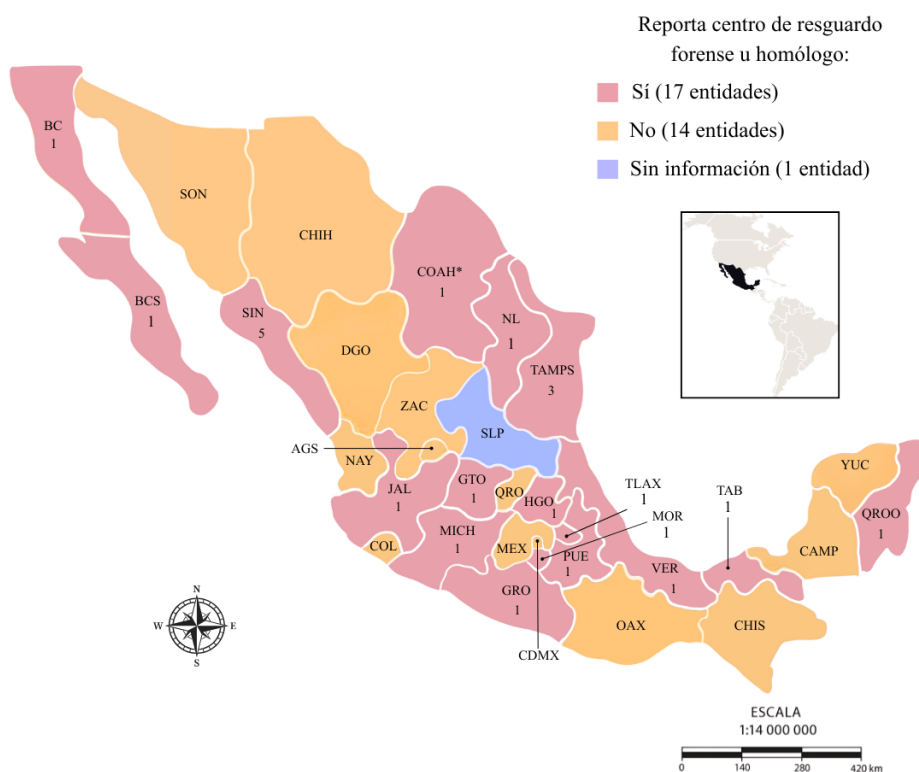 Reporta centro de resguardo
forense u homólogo:
Sí (17 entidades)
No (14 entidades)
Sin información (1 entidad)
BC
1
SON
CHIH
COAH*
1
BCS
1
SIN
5
NL
1
DGO
TAMPS
3
ZAC
SLP
AGS
NAY
JAL
1
GTO
1
QRO
HGO
1
TLAX
1
MOR
1
TAB
1
YUC
QROO
1
CAMP
COL
MICH
1
MEX
PUE
1
VER
1
GRO
1
OAX
CHIS
CDMX
N
W
E
S
ESCALA
1:14 000 000
0 140 280 420 km